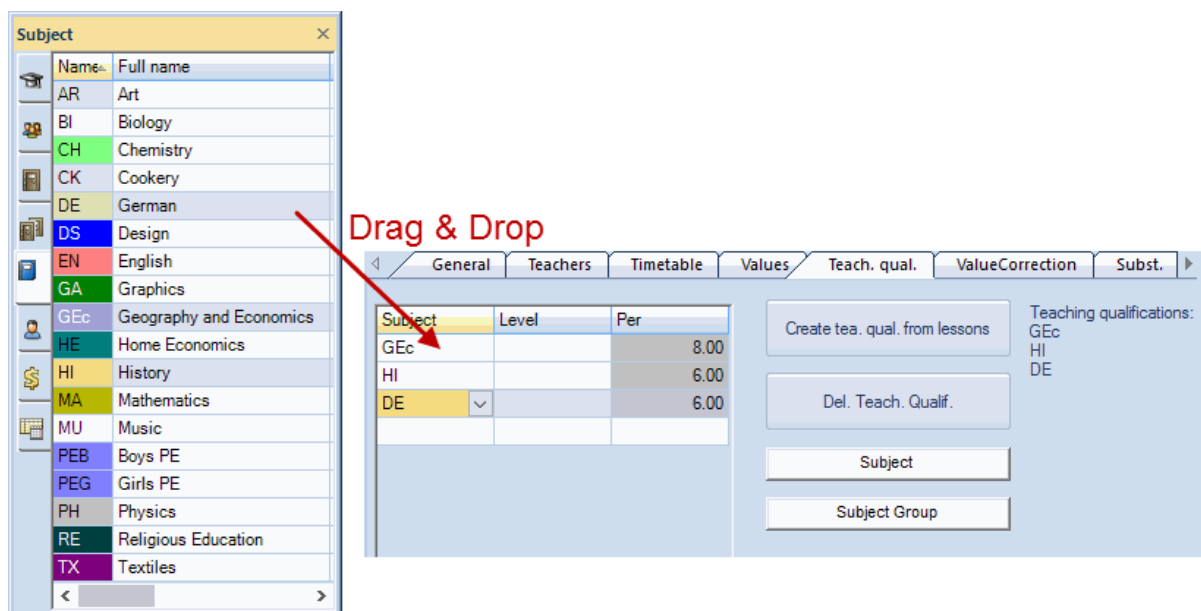 Subject
Name Full name
AR Art
BI Biology
CH Chemistry
CK Cookery
DE German
DS Design
EN English
GA Graphics
GEc Geography and Economics
HE Home Economics
HI History
MA Mathematics
MU Music
PEB Boys PE
PEG Girls PE
PH Physics
RE Religious Education
TX Textiles
Drag & Drop
General Teachers Timetable Values Teach. qual. ValueCorrection Subst.
Subject Level Per
GEc 8.00
HI 6.00
DE 6.00
Create tea. qual. from lessons
Del. Teach. Qualif.
Subject
Subject Group
Teaching qualifications:
GEc
HI
DE